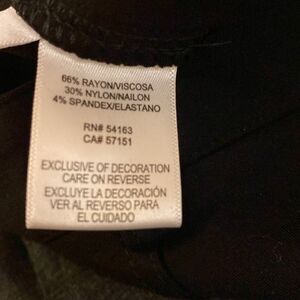 66% RAYON/VISCOSA
30% NYLON/NAILON
4% SPANDEX/ELASTANO
RN# 54163
CA# 57151
EXCLUSIVE OF DECORATION
CARE ON REVERSE
EXCLUYE LA DECORACIÓN
VER AL REVERSO PARA
EL CUIDADO